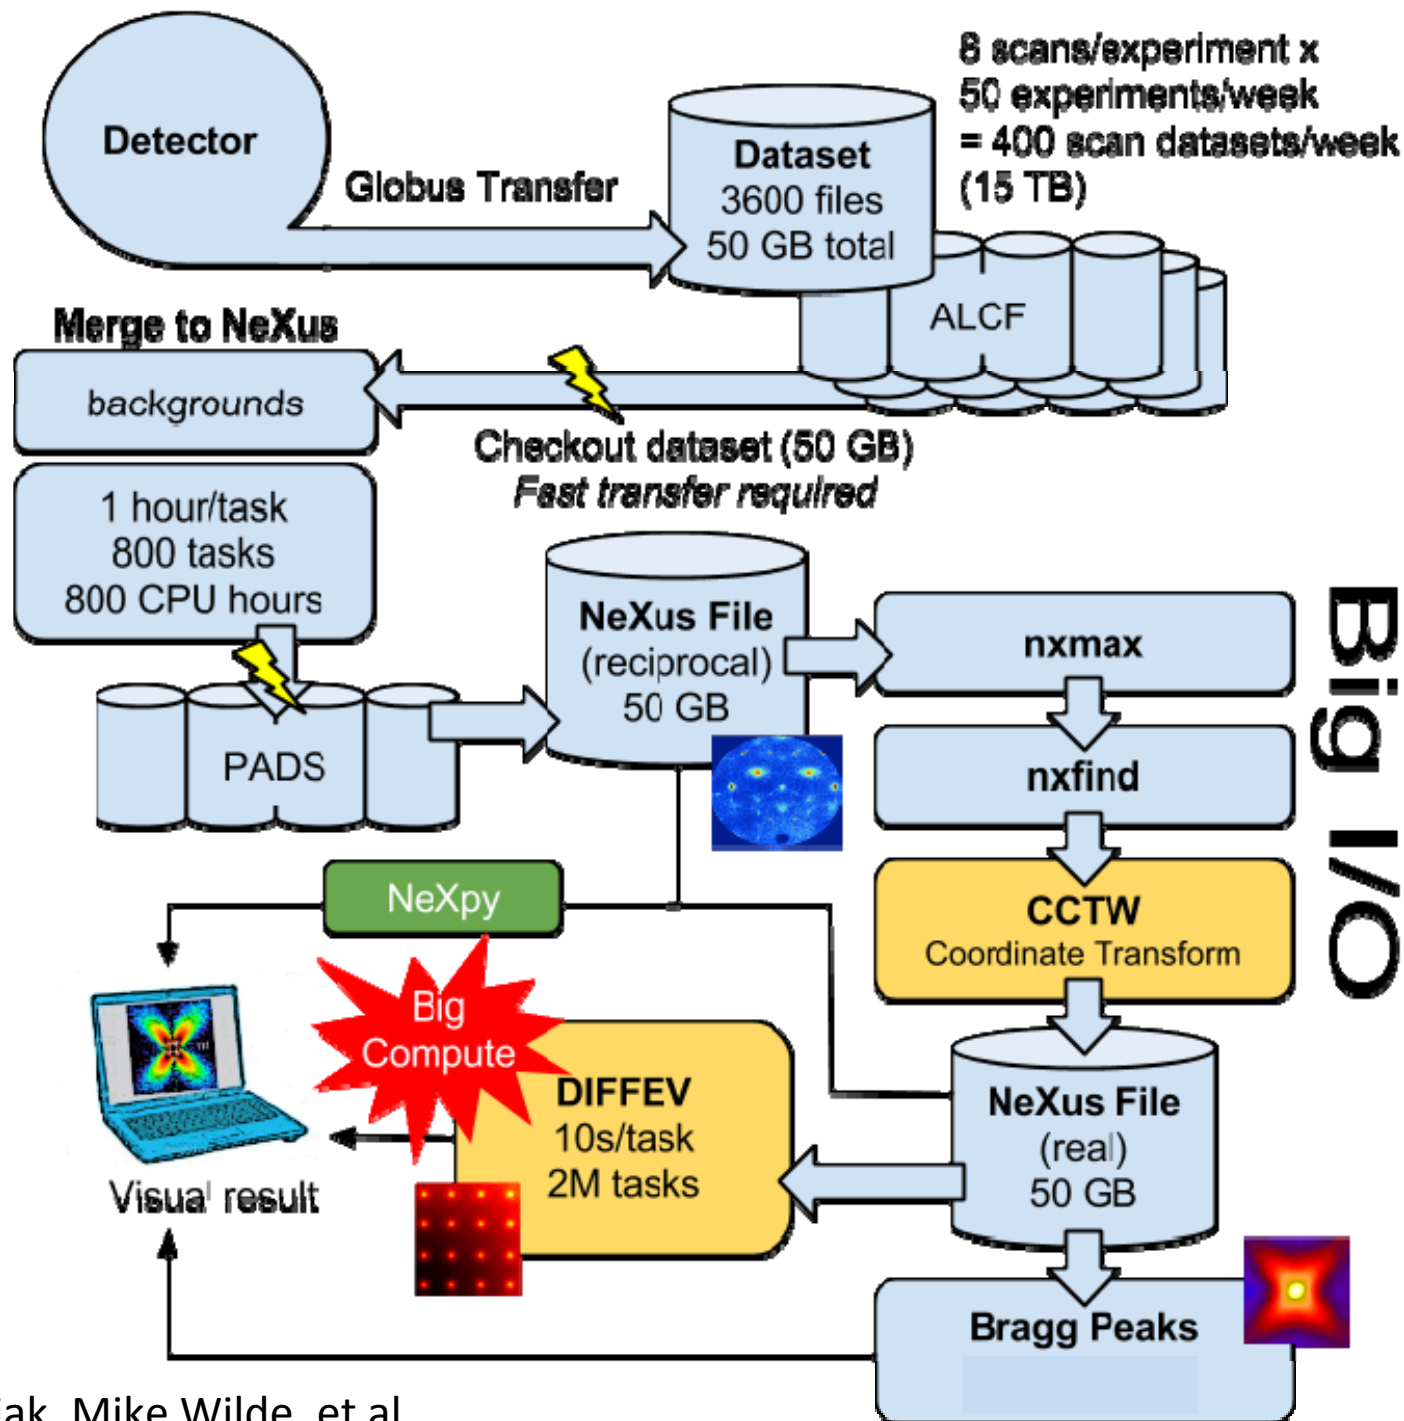 Detector
Globus Transfer
Dataset
3600 files
50 GB total
8 scans/experiment x
50 experiments/week
= 400 scan datasets/week
(15 TB)
ALCF
Merge to NeXus
backgrounds
Checkout dataset (50 GB)
Fast transfer required
1 hour/task
800 tasks
800 CPU hours
PADS
NeXus File
(reciprocal)
50 GB
nxmax
nxfind
CCTW
Coordinate Transform
Big I/O
NeXpy
Big
Compute
DIFFEV
10s/task
2M tasks
NeXus File
(real)
50 GB
TM
Visual result
Bragg Peaks
Mike Wilde, et al